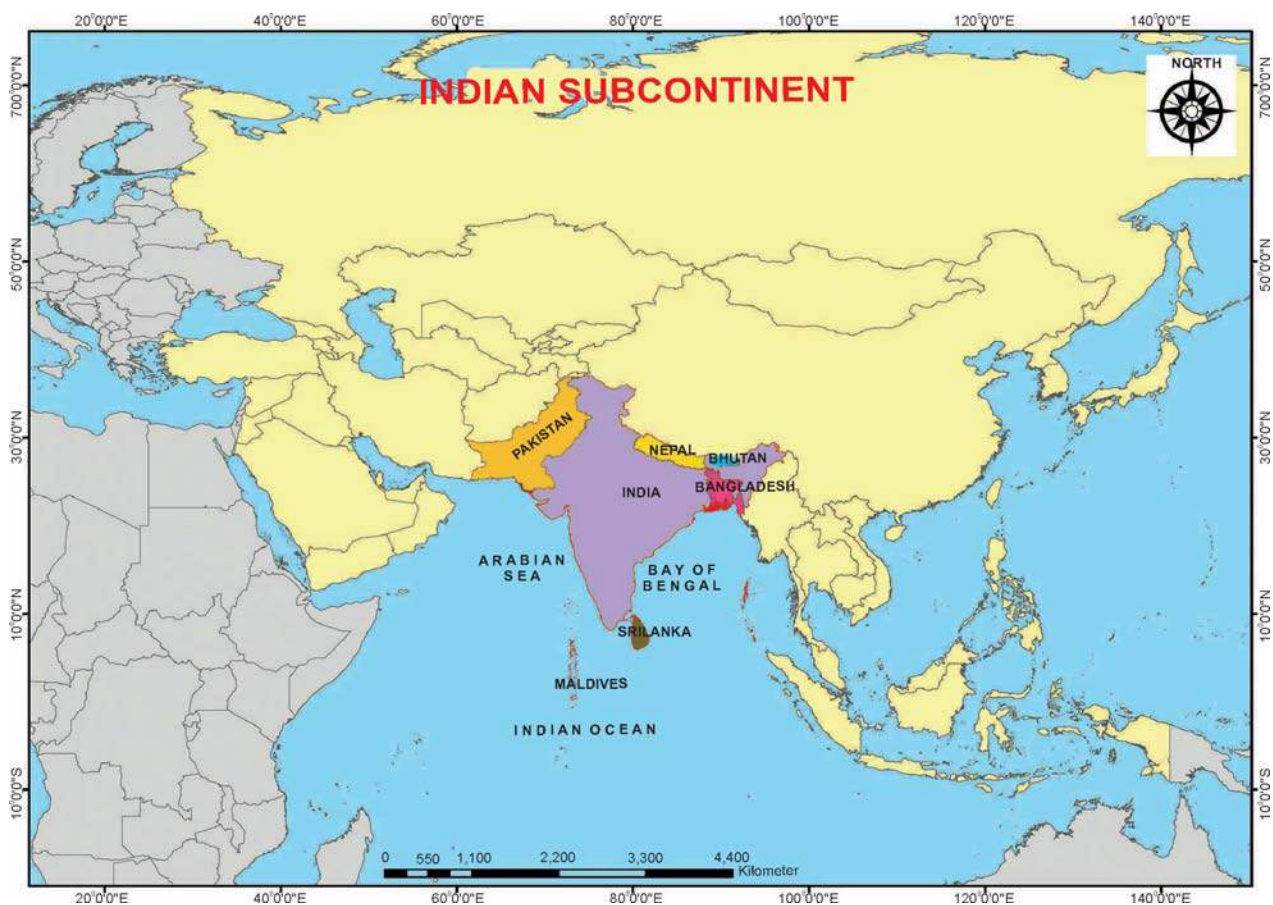 20°0'0"E 40°0'0"E 60°0'0"E 80°0'0"E 100°0'0"E 120°0'0"E 140°0'0"E
INDIAN SUBCONTINENT
NORTH
700°0'0"N
700°0'0"N
50°0'0"N
50°0'0"N
30°0'0"N
30°0'0"N
PAKISTAN
NEPAL
BHUTAN
INDIA
BANGLADESH
ARABIAN
SEA
BAY OF
BENGAL
10°0'0"N
10°0'0"N
SRILANKA
MALDIVES
INDIAN OCEAN
10°0'0"S
10°0'0"S
0 550 1,100 2,200 3,300 4,400
Kilometer
20°0'0"E 40°0'0"E 60°0'0"E 80°0'0"E 100°0'0"E 120°0'0"E 140°0'0"E